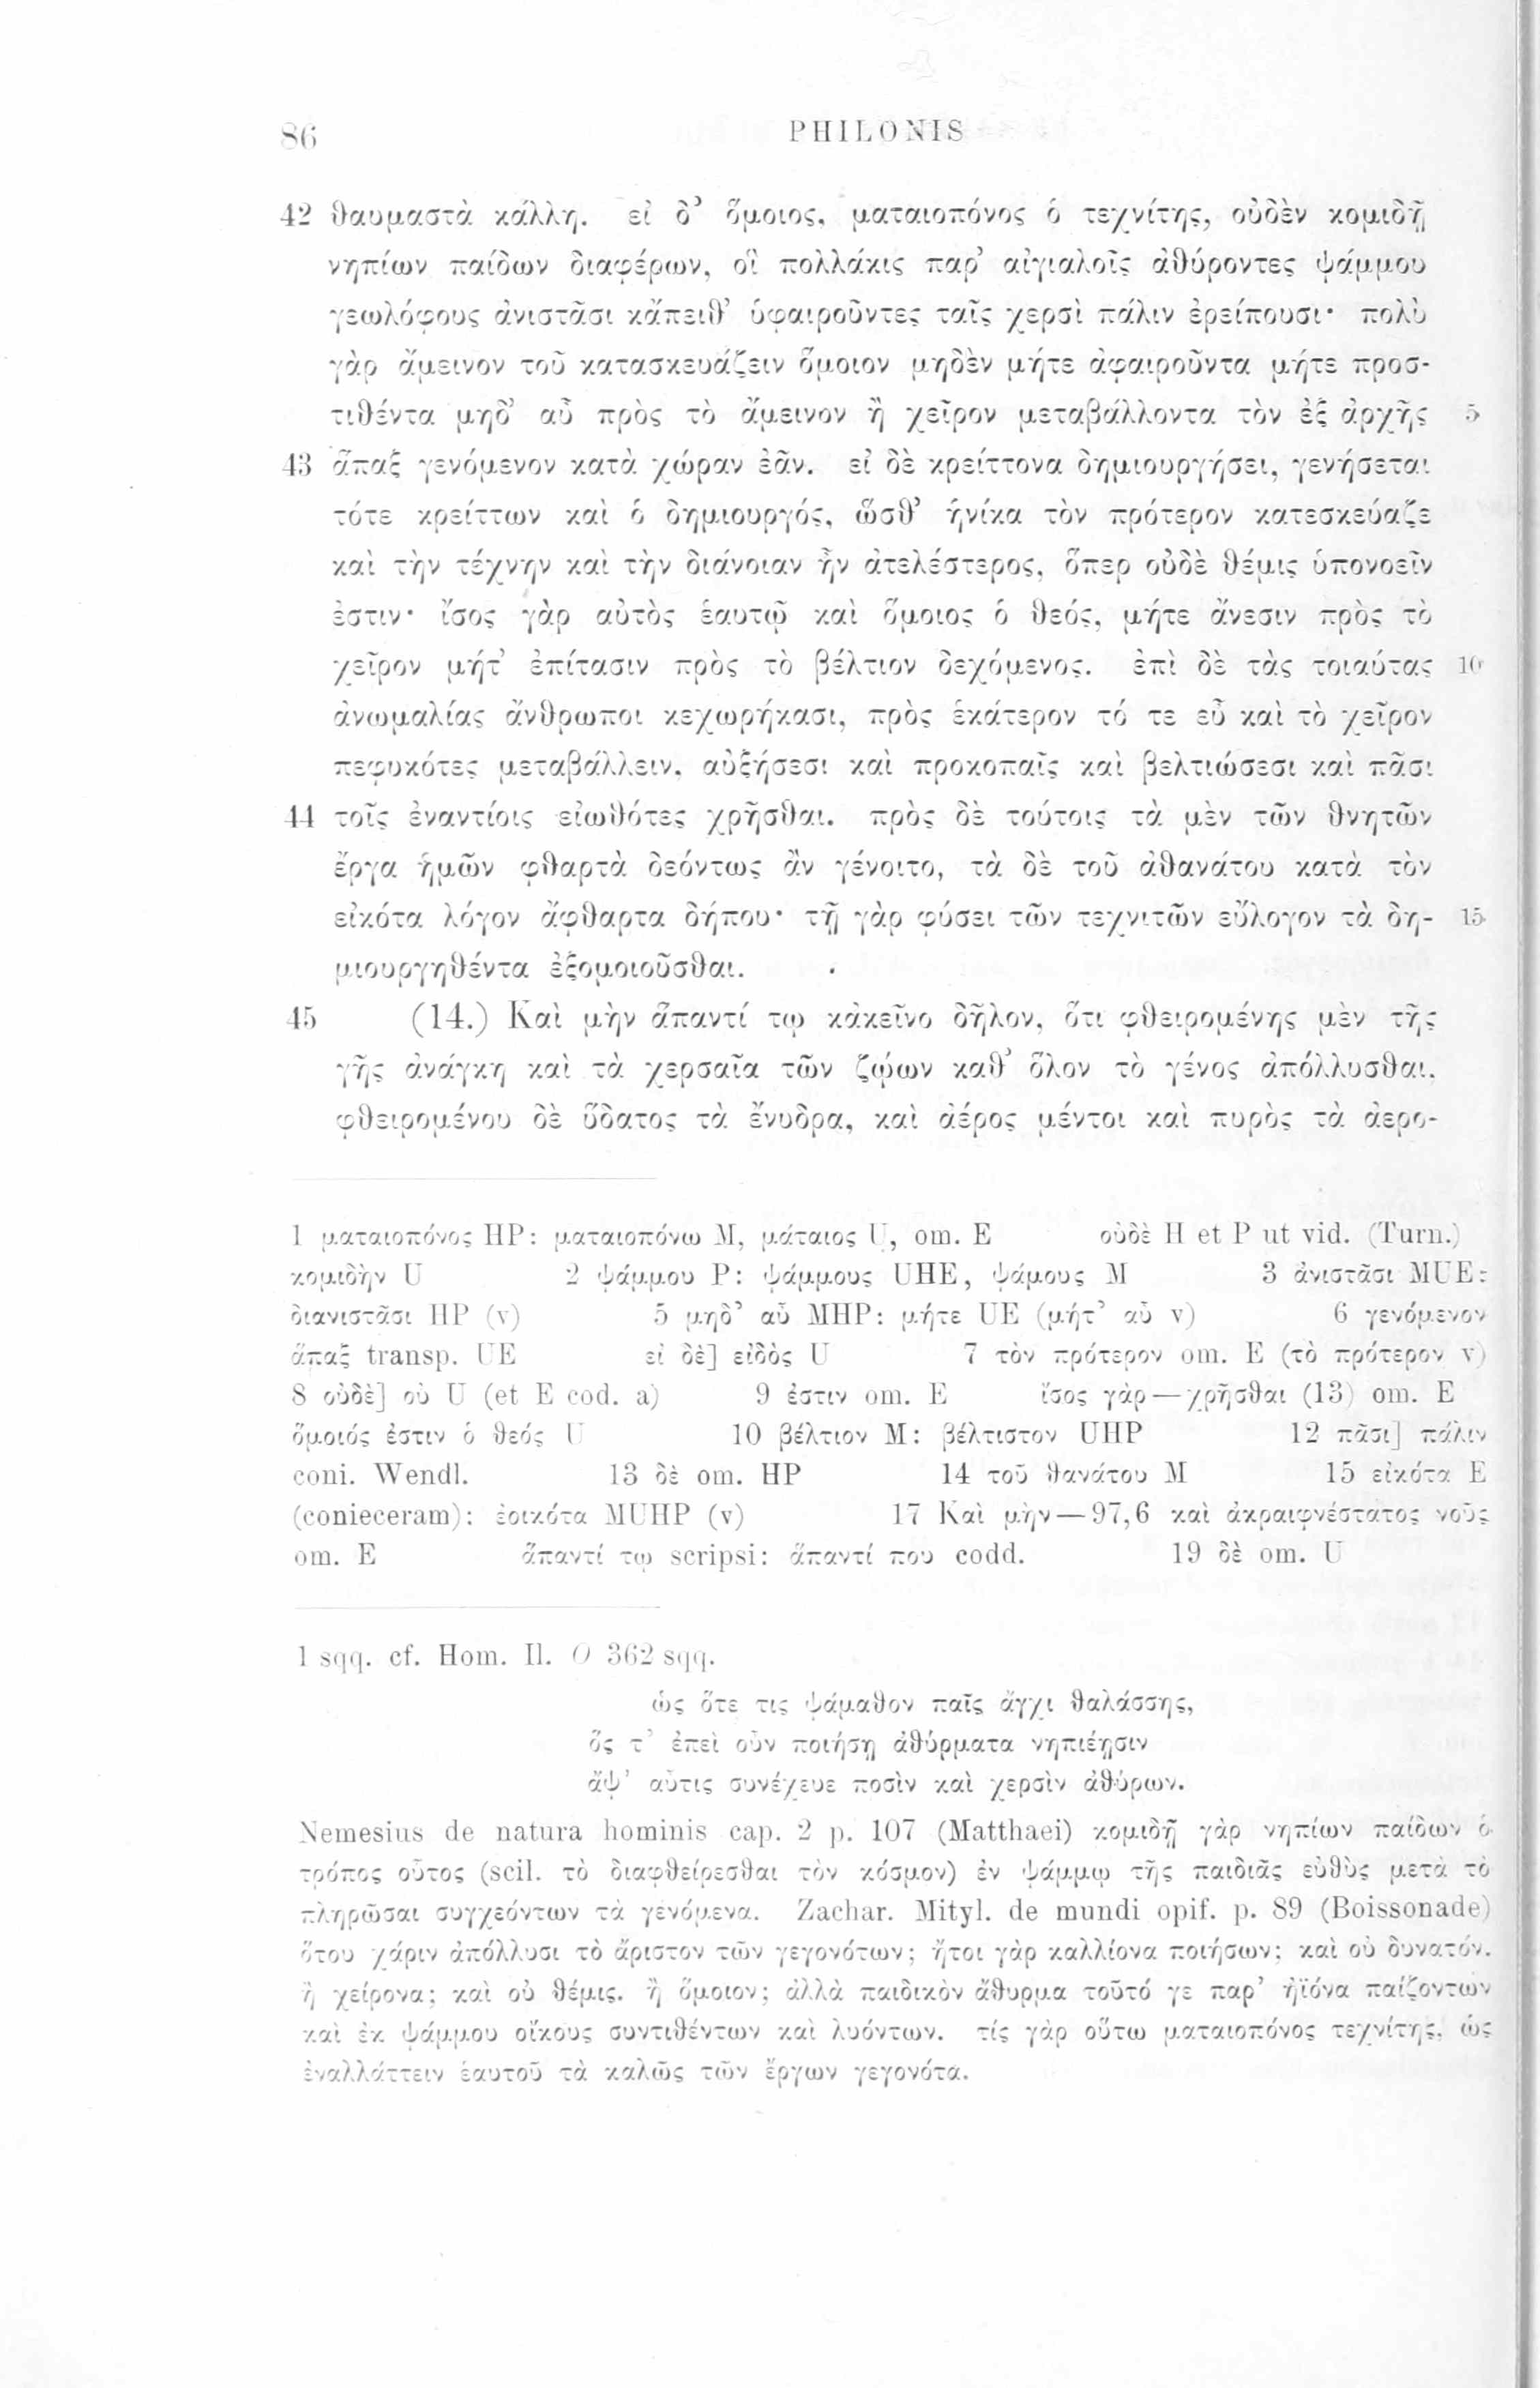 86 PHILONIS
42 θαυμαστὰ κάλλη. εἰ δ’ ὅμοιος, ματαιοπόνος ὁ τεχνίτης, οὐδὲν κομιδῇ
νηπίων παίδων διαφέρων, οἳ πολλάκις παρ’ αἰγιαλοῖς ἀθύροντες ψάμμου
γεωλόφους ἀνιστᾶσι κἄπειθ’ ὑφαιροῦντες ταῖς χερσὶ πάλιν ἐρείπουσι· πολὺ
γὰρ ἄμεινον τοῦ κατασκευάζειν ὅμοιον μηδὲν μήτε ἀφαιροῦντα μήτε προσ-
τιθέντα μηδ’ αὖ πρὸς τὸ ἄμεινον ἢ χεῖρον μεταβάλλοντα τὸν ἐξ ἀρχῆς 5
43 ἅπαξ γενόμενον κατὰ χώραν ἐᾶν. εἰ δὲ κρείττονα δημιουργήσει, γενήσεται
τότε κρείττων καὶ ὁ δημιουργός, ὥσθ’ ἡνίκα τὸν πρότερον κατεσκεύαζε
καὶ τὴν τέχνην καὶ τὴν διάνοιαν ἦν ἀτελέστερος, ὅπερ οὐδὲ θέμις ὑπονοεῖν
ἐστιν· ἴσος γὰρ αὐτὸς ἑαυτῷ καὶ ὅμοιος ὁ θεός, μήτε ἄνεσιν πρὸς τὸ
χεῖρον μήτ’ ἐπίτασιν πρὸς τὸ βέλτιον δεχόμενος. ἐπὶ δὲ τὰς τοιαύτας 10
ἀνωμαλίας ἄνθρωποι κεχωρήκασι, πρὸς ἑκάτερον τό τε εὖ καὶ τὸ χεῖρον
πεφυκότες μεταβάλλειν, αὐξήσεσι καὶ προκοπαῖς καὶ βελτιώσεσι καὶ πᾶσι
44 τοῖς ἐναντίοις εἰωθότες χρῆσθαι. πρὸς δὲ τούτοις τὰ μὲν τῶν θνητῶν
ἔργα ἡμῶν φθαρτὰ δεόντως ἂν γένοιτο, τὰ δὲ τοῦ ἀθανάτου κατὰ τὸν
εἰκότα λόγον ἄφθαρτα δήπου· τῇ γὰρ φύσει τῶν τεχνιτῶν εὔλογον τὰ δη- 15
μιουργηθέντα ἐξομοιοῦσθαι.
45 (14.) Καὶ μὴν ἅπαντί τῳ κἀκεῖνο δῆλον, ὅτι φθειρομένης μὲν τῆς
γῆς ἀνάγκη καὶ τὰ χερσαῖα τῶν ζῴων καθ’ ὅλον τὸ γένος ἀπόλλυσθαι,
φθειρομένου δὲ ὕδατος τὰ ἔνυδρα, καὶ ἀέρος μέντοι καὶ πυρὸς τὰ ἀερο-
1 ματαιοπόνος HP: ματαιοπόνω M, μάταιος U, om. E οὐδὲ H et P ut vid. (Turn.)
κομιδὴν U 2 ψάμμου P: ψάμμους UHE, ψάμους M 3 ἀνιστᾶσι MUE:
διανιστᾶσι HP (v) 5 μηδ’ αὖ MHP: μήτε UE (μήτ’ αὖ v) 6 γενόμενον
ἅπαξ transp. UE εἰ δὲ] εἰδὸς U 7 τὸν πρότερον om. E (τὸ πρότερον v)
8 οὐδὲ] οὐ U (et E cod. a) 9 ἐστιν om. E ἴσος γὰρ — χρῆσθαι (13) om. E
ὅμοιός ἐστιν ὁ θεός U 10 βέλτιον M: βέλτιστον UHP 12 πᾶσι] πάλιν
coni. Wendl. 13 δὲ om. HP 14 τοῦ θανάτου M 15 εἰκότα E
(conieceram): ἐοικότα MUHP (v) 17 Καὶ μὴν — 97,6 καὶ ἀκραιφνέστατος νοῦς
om. E ἅπαντί τῳ scripsi: ἅπαντί που codd. 19 δὲ om. U
1 sqq. cf. Hom. Il. O 362 sqq.
ὡς ὅτε τις ψάμαθον παῖς ἄγχι θαλάσσης,
ὅς τ’ ἐπεὶ οὖν ποιήσῃ ἀθύρματα νηπιέῃσιν
ἂψ’ αὖτις συνέχευε ποσὶν καὶ χερσὶν ἀθύρων.
Nemesius de natura hominis cap. 2 p. 107 (Matthaei) κομιδῇ γὰρ νηπίων παίδων ὁ
τρόπος οὗτος (scil. τὸ διαφθείρεσθαι τὸν κόσμον) ἐν ψάμμῳ τῆς παιδιᾶς εὐθὺς μετὰ τὸ
πληρῶσαι συγχεόντων τὰ γενόμενα. Zachar. Mityl. de mundi opif. p. 89 (Boissonade)
ὅτου χάριν ἀπόλλυσι τὸ ἄριστον τῶν γεγονότων; ἤτοι γὰρ καλλίονα ποιήσων; καὶ οὐ δυνατόν.
ἢ χείρονα; καὶ οὐ θέμις. ἢ ὅμοιον; ἀλλὰ παιδικὸν ἄθυρμα τοῦτό γε παρ’ ἠϊόνα παίζοντων
καὶ ἐκ ψάμμου οἴκους συντιθέντων καὶ λυόντων. τίς γὰρ οὕτω ματαιοπόνος τεχνίτης, ὡς
ἐναλλάττειν ἑαυτοῦ τὰ καλῶς τῶν ἔργων γεγονότα.